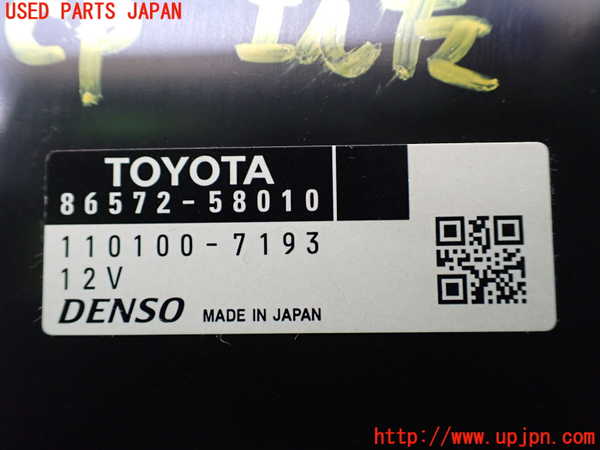 USED PARTS JAPAN
TOYOTA
86572-58010
110100-7193
12V
DENSO MADE IN JAPAN
http://www.upjpn.com